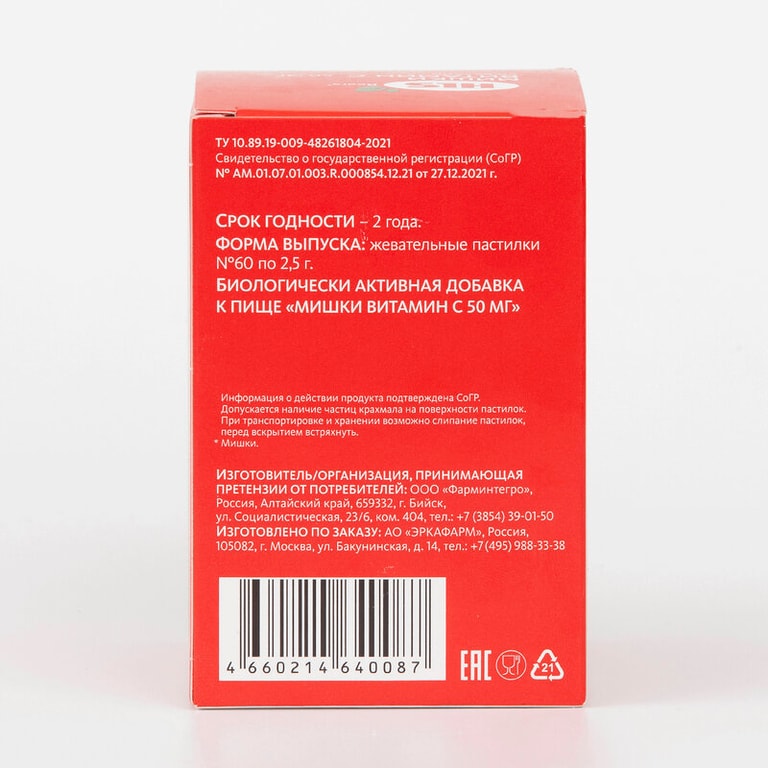 ТУ 10.89.19-009-48261804-2021
Свидетельство о государственной регистрации (СоГР)
№ AM.01.07.01.003.R.000854.12.21 от 27.12.2021 г.
СРОК ГОДНОСТИ – 2 года.
ФОРМА ВЫПУСКА: жевательные пастилки
№60 по 2,5 г.
БИОЛОГИЧЕСКИ АКТИВНАЯ ДОБАВКА
К ПИЩЕ «МИШКИ ВИТАМИН С 50 МГ»
Информация о действии продукта подтверждена СоГР.
Допускается наличие частиц крахмала на поверхности пастилок.
При транспортировке и хранении возможно слипание пастилок,
перед вскрытием встряхнуть.
* Мишки.
ИЗГОТОВИТЕЛЬ/ОРГАНИЗАЦИЯ, ПРИНИМАЮЩАЯ
ПРЕТЕНЗИИ ОТ ПОТРЕБИТЕЛЕЙ: ООО «Фарминтегро»,
Россия, Алтайский край, 659332, г. Бийск,
ул. Социалистическая, 23/6, ком. 404, тел.: +7 (3854) 39-01-50
ИЗГОТОВЛЕНО ПО ЗАКАЗУ: АО «ЭРКАФАРМ», Россия,
105082, г. Москва, ул. Бакунинская, д. 14, тел.: +7 (495) 988-33-38
4 660214 640087
EAC
21